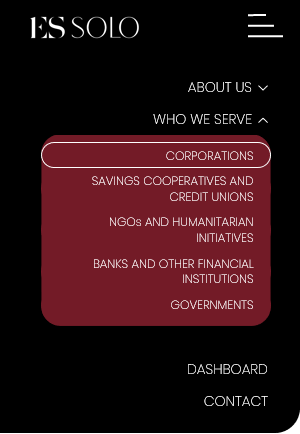 ES SOLO
ABOUT US
WHO WE SERVE
CORPORATIONS
SAVINGS COOPERATIVES AND
CREDIT UNIONS
NGOs AND HUMANITARIAN
INITIATIVES
BANKS AND OTHER FINANCIAL
INSTITUTIONS
GOVERNMENTS
DASHBOARD
CONTACT